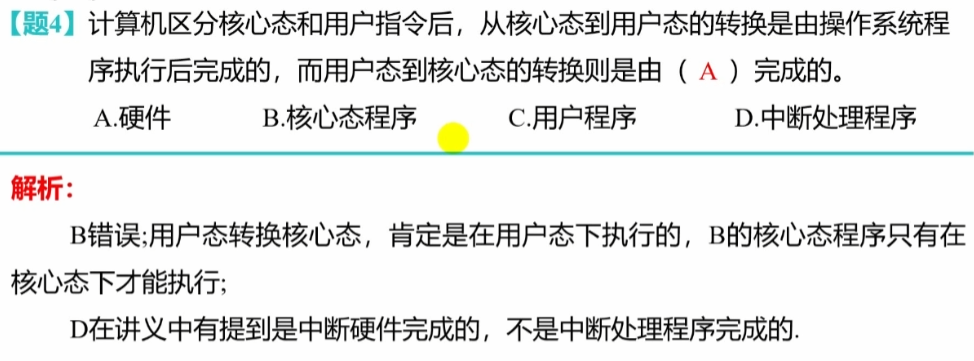 【题4】计算机区分核心态和用户指令后，从核心态到用户态的转换是由操作系统程
序执行后完成的，而用户态到核心态的转换则是由（ A ）完成的。
A.硬件 B.核心态程序 C.用户程序 D.中断处理程序
解析：
B错误;用户态转换核心态，肯定是在用户态下执行的，B的核心态程序只有在
核心态下才能执行;
D在讲义中有提到是中断硬件完成的，不是中断处理程序完成的.